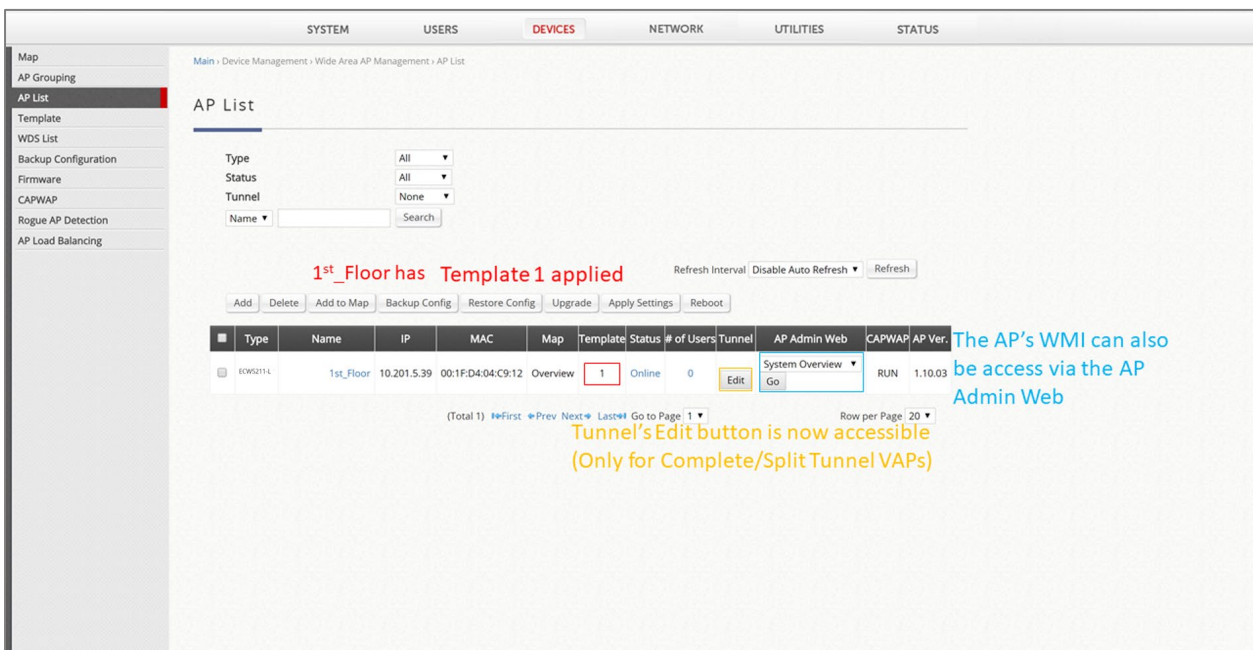 SYSTEM USERS DEVICES NETWORK UTILITIES STATUS
Map
AP Grouping
AP List
Template
WDS List
Backup Configuration
Firmware
CAPWAP
Rogue AP Detection
AP Load Balancing
Main › Device Management › Wide Area AP Management › AP List
AP List
Type All
Status All
Tunnel None
Name Search
1st_Floor has Template 1 applied
Refresh Interval Disable Auto Refresh Refresh
Add Delete Add to Map Backup Config Restore Config Upgrade Apply Settings Reboot
Type Name IP MAC Map Template Status # of Users Tunnel AP Admin Web CAPWAP AP Ver.
ECW5211-L 1st_Floor 10.201.5.39 00:1F:D4:04:C9:12 Overview 1 Online 0 Edit System Overview Go RUN 1.10.03
The AP's WMI can also
be access via the AP
Admin Web
(Total 1) First Prev Next Last Go to Page 1 Row per Page 20
Tunnel's Edit button is now accessible
(Only for Complete/Split Tunnel VAPs)